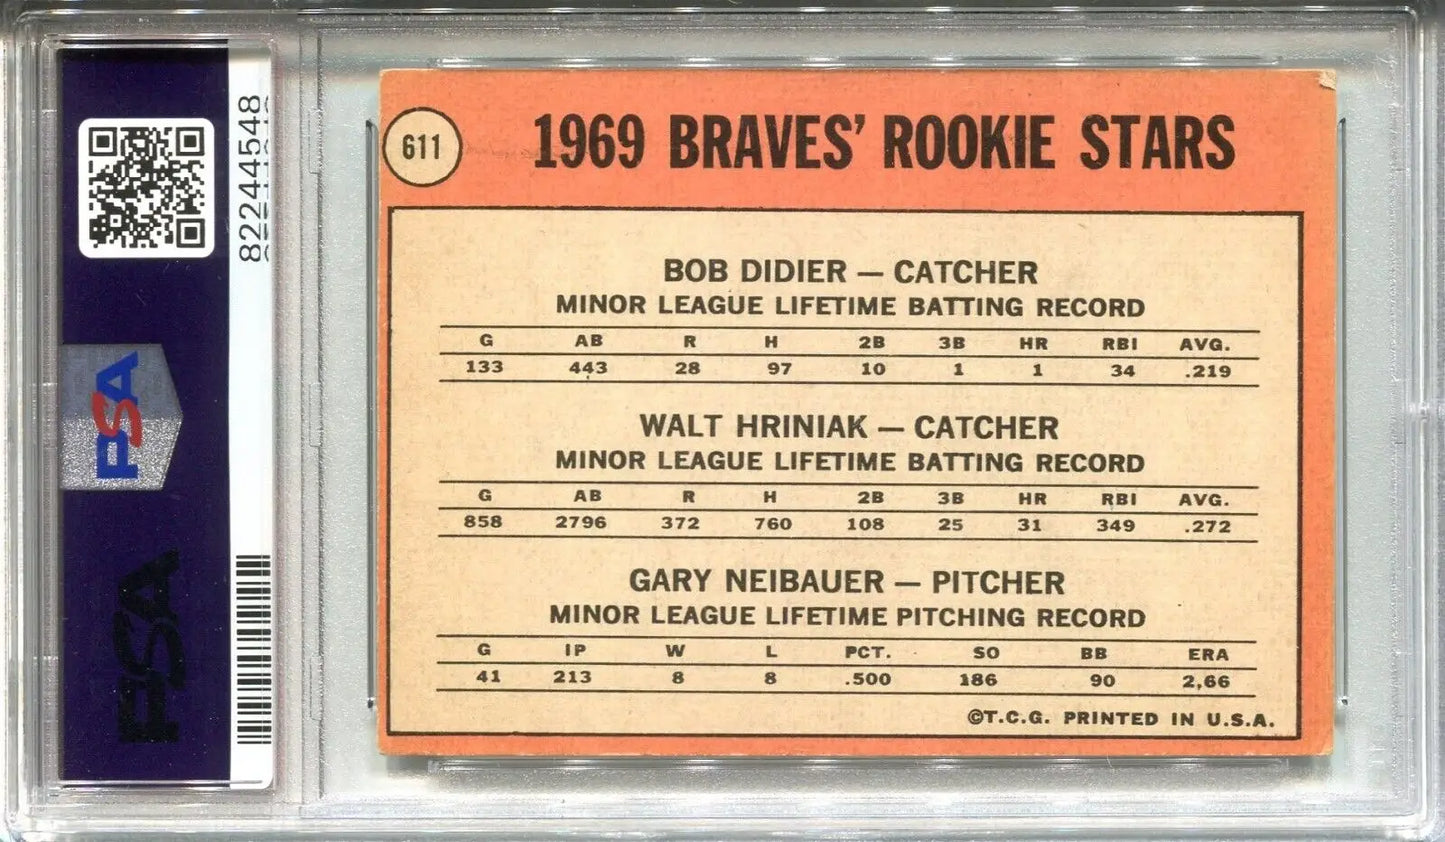 82244548
PSA
PSA
611
1969 BRAVES' ROOKIE STARS
BOB DIDIER — CATCHER
MINOR LEAGUE LIFETIME BATTING RECORD
G AB R H 2B 3B HR RBI AVG.
133 443 28 97 10 1 1 34 .219
WALT HRINIAK — CATCHER
MINOR LEAGUE LIFETIME BATTING RECORD
G AB R H 2B 3B HR RBI AVG.
858 2796 372 760 108 25 31 349 .272
GARY NEIBAUER — PITCHER
MINOR LEAGUE LIFETIME PITCHING RECORD
G IP W L PCT. SO BB ERA
41 213 8 8 .500 186 90 2,66
©T.C.G. PRINTED IN U.S.A.